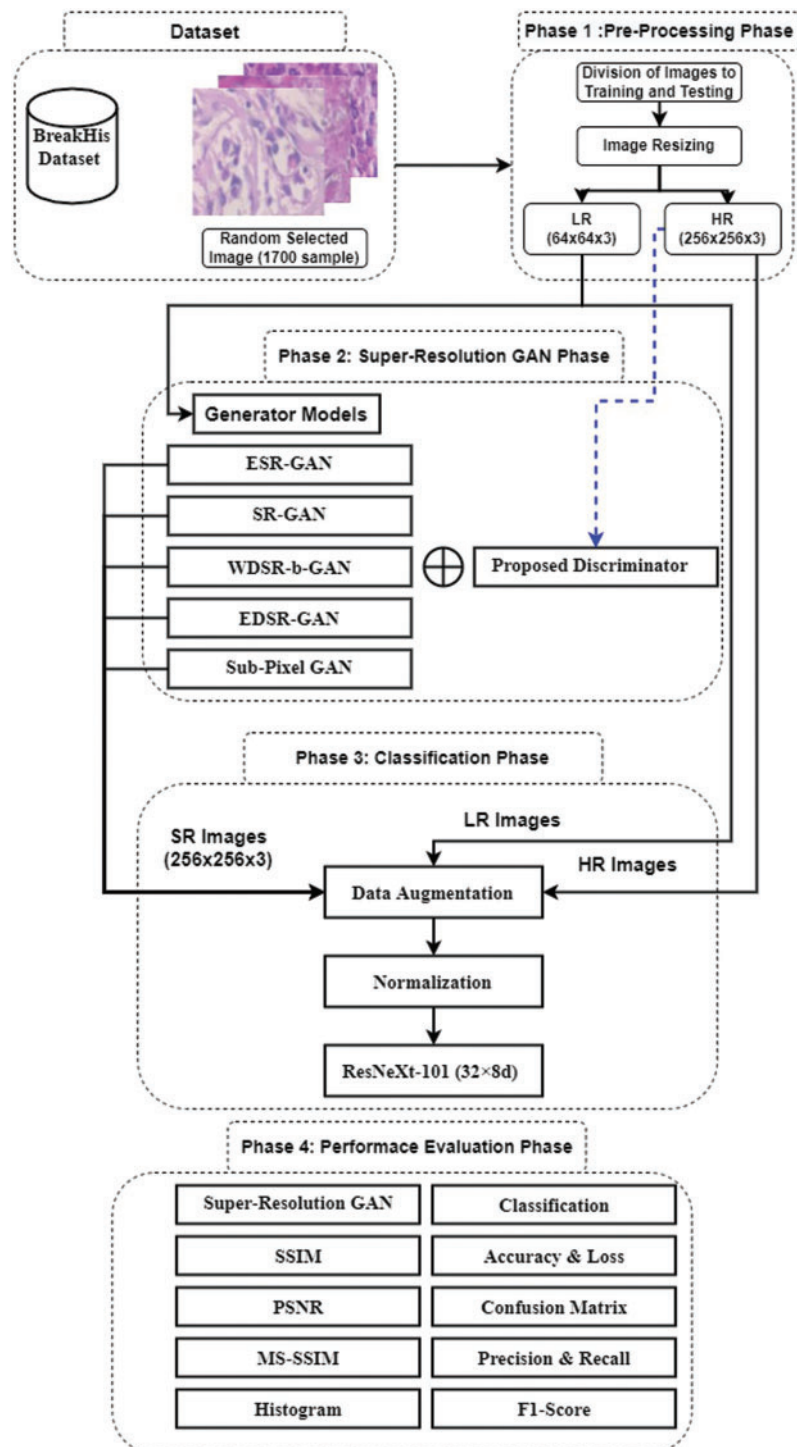 Dataset
BreakHis
Dataset
Random Selected
Image (1700 sample)
Phase 1 :Pre-Processing Phase
Division of Images to
Training and Testing
Image Resizing
LR
(64x64x3)
HR
(256x256x3)
Phase 2: Super-Resolution GAN Phase
Generator Models
ESR-GAN
SR-GAN
WDSR-b-GAN
EDSR-GAN
Sub-Pixel GAN
Proposed Discriminator
Phase 3: Classification Phase
SR Images
(256x256x3)
LR Images
HR Images
Data Augmentation
Normalization
ResNeXt-101 (32×8d)
Phase 4: Performace Evaluation Phase
Super-Resolution GAN
Classification
SSIM
Accuracy & Loss
PSNR
Confusion Matrix
MS-SSIM
Precision & Recall
Histogram
F1-Score